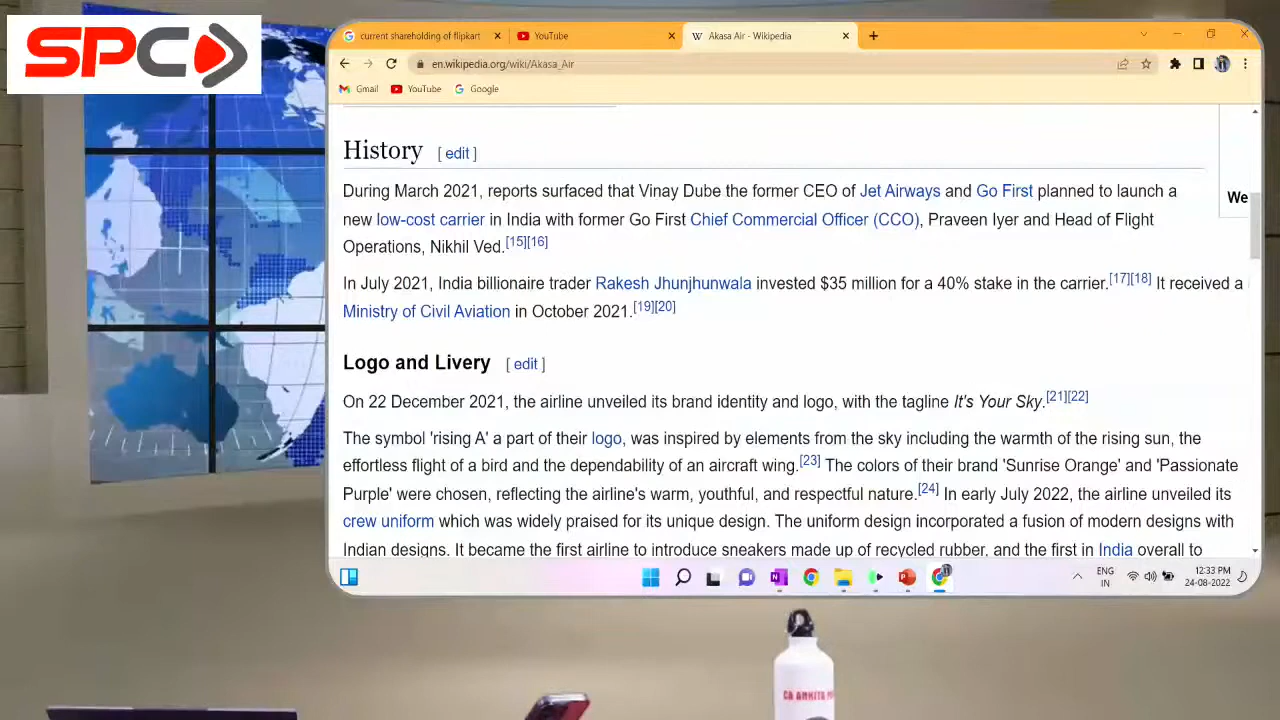 SPC
current shareholding of flipkart
YouTube
Akasa Air - Wikipedia
en.wikipedia.org/wiki/Akasa_Air
Gmail
YouTube
Google
History [ edit ]
During March 2021, reports surfaced that Vinay Dube the former CEO of Jet Airways and Go First planned to launch a
new low-cost carrier in India with former Go First Chief Commercial Officer (CCO), Praveen Iyer and Head of Flight
Operations, Nikhil Ved.[15][16]
We
In July 2021, India billionaire trader Rakesh Jhunjhunwala invested $35 million for a 40% stake in the carrier.[17][18] It received a
Ministry of Civil Aviation in October 2021.[19][20]
Logo and Livery [ edit ]
On 22 December 2021, the airline unveiled its brand identity and logo, with the tagline It's Your Sky.[21][22]
The symbol 'rising A' a part of their logo, was inspired by elements from the sky including the warmth of the rising sun, the
effortless flight of a bird and the dependability of an aircraft wing.[23] The colors of their brand 'Sunrise Orange' and 'Passionate
Purple' were chosen, reflecting the airline's warm, youthful, and respectful nature.[24] In early July 2022, the airline unveiled its
crew uniform which was widely praised for its unique design. The uniform design incorporated a fusion of modern designs with
Indian designs. It became the first airline to introduce sneakers made up of recycled rubber, and the first in India overall to
ENG
IN
12:33 PM
24-08-2022
CA ANKITA